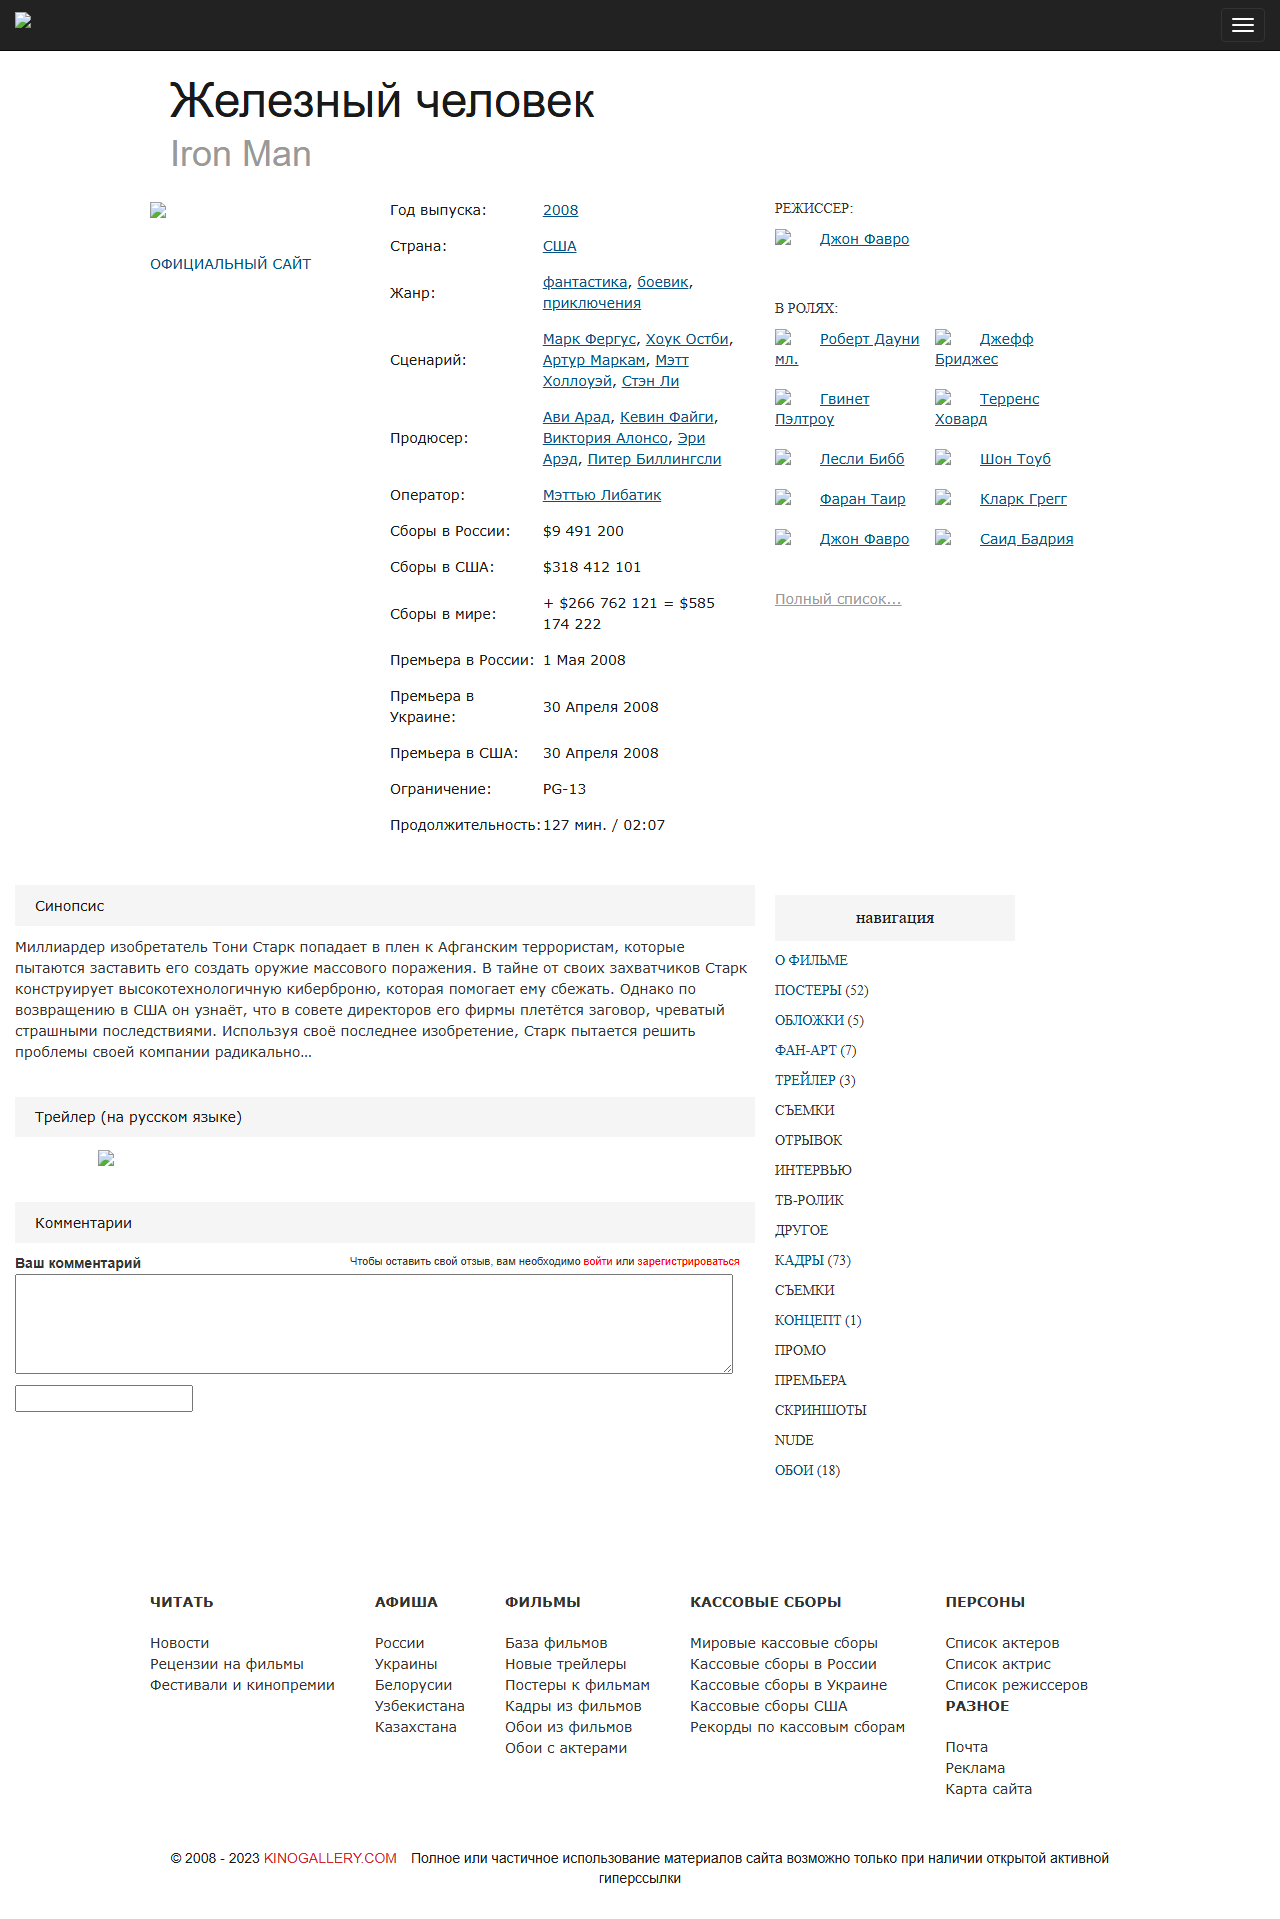 Железный человек
Iron Man
ОФИЦИАЛЬНЫЙ САЙТ
Год выпуска: 2008
Страна: США
Жанр: фантастика, боевик,
приключения
Сценарий: Марк Фергус, Хоук Остби,
Артур Маркам, Мэтт
Холлоуэй, Стэн Ли
Продюсер: Ави Арад, Кевин Файги,
Виктория Алонсо, Эри
Арэд, Питер Биллингсли
Оператор: Мэттью Либатик
Сборы в России: $9 491 200
Сборы в США: $318 412 101
Сборы в мире: + $266 762 121 = $585
174 222
Премьера в России: 1 Мая 2008
Премьера в
Украине: 30 Апреля 2008
Премьера в США: 30 Апреля 2008
Ограничение: PG-13
Продолжительность: 127 мин. / 02:07
РЕЖИССЕР:
Джон Фавро
В РОЛЯХ:
Роберт Дауни
мл.
Джефф
Бриджес
Гвинет
Пэлтроу
Терренс
Ховард
Лесли Бибб
Шон Тоуб
Фаран Таир
Кларк Грегг
Джон Фавро
Саид Бадрия
Полный список...
Синопсис
Миллиардер изобретатель Тони Старк попадает в плен к Афганским террористам, которые
пытаются заставить его создать оружие массового поражения. В тайне от своих захватчиков Старк
конструирует высокотехнологичную киберброню, которая помогает ему сбежать. Однако по
возвращению в США он узнаёт, что в совете директоров его фирмы плетётся заговор, чреватый
страшными последствиями. Используя своё последнее изобретение, Старк пытается решить
проблемы своей компании радикально…
Трейлер (на русском языке)
Комментарии
Ваш комментарий
Чтобы оставить свой отзыв, вам необходимо войти или зарегистрироваться
навигация
О ФИЛЬМЕ
ПОСТЕРЫ (52)
ОБЛОЖКИ (5)
ФАН-АРТ (7)
ТРЕЙЛЕР (3)
СЪЕМКИ
ОТРЫВОК
ИНТЕРВЬЮ
ТВ-РОЛИК
ДРУГОЕ
КАДРЫ (73)
СЪЕМКИ
КОНЦЕПТ (1)
ПРОМО
ПРЕМЬЕРА
СКРИНШОТЫ
NUDE
ОБОИ (18)
ЧИТАТЬ
Новости
Рецензии на фильмы
Фестивали и кинопремии
АФИША
России
Украины
Белорусии
Узбекистана
Казахстана
ФИЛЬМЫ
База фильмов
Новые трейлеры
Постеры к фильмам
Кадры из фильмов
Обои из фильмов
Обои с актерами
КАССОВЫЕ СБОРЫ
Мировые кассовые сборы
Кассовые сборы в России
Кассовые сборы в Украине
Кассовые сборы США
Рекорды по кассовым сборам
ПЕРСОНЫ
Список актеров
Список актрис
Список режиссеров
РАЗНОЕ
Почта
Реклама
Карта сайта
© 2008 - 2023 KINOGALLERY.COM Полное или частичное использование материалов сайта возможно только при наличии открытой активной
гиперссылки